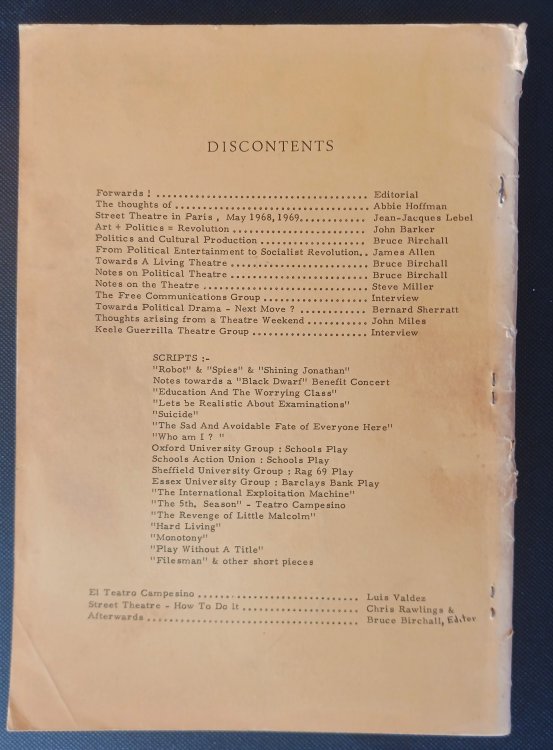 DISCONTENTS
Forwards ! ........................................ Editorial
The thoughts of ........................................ Abbie Hoffman
Street Theatre in Paris , May 1968, 1969............. Jean-Jacques Lebel
Art + Politics = Revolution ............................ John Barker
Politics and Cultural Production ...................... Bruce Birchall
From Political Entertainment to Socialist Revolution.. James Allen
Towards A Living Theatre ............................. Bruce Birchall
Notes on Political Theatre ............................ Bruce Birchall
Notes on the Theatre ................................. Steve Miller
The Free Communications Group ..................... Interview
Towards Political Drama - Next Move ? ............. Bernard Sherratt
Thoughts arising from a Theatre Weekend ........... John Miles
Keele Guerrilla Theatre Group ....................... Interview
SCRIPTS :-
"Robot" & "Spies" & "Shining Jonathan"
Notes towards a "Black Dwarf" Benefit Concert
"Education And The Worrying Class"
"Lets be Realistic About Examinations"
"Suicide"
"The Sad And Avoidable Fate of Everyone Here"
"Who am I ? "
Oxford University Group : Schools Play
Schools Action Union : Schools Play
Sheffield University Group ; Rag 69 Play
Essex University Group : Barclays Bank Play
"The International Exploitation Machine"
"The 5th. Season" - Teatro Campesino
"The Revenge of Little Malcolm"
"Hard Living"
"Monotony"
"Play Without A Title"
"Filesman" & other short pieces
El Teatro Campesino .................................. Luis Valdez
Street Theatre - How To Do It ........................ Chris Rawlings &
Afterwards ............................................ Bruce Birchall, Editor